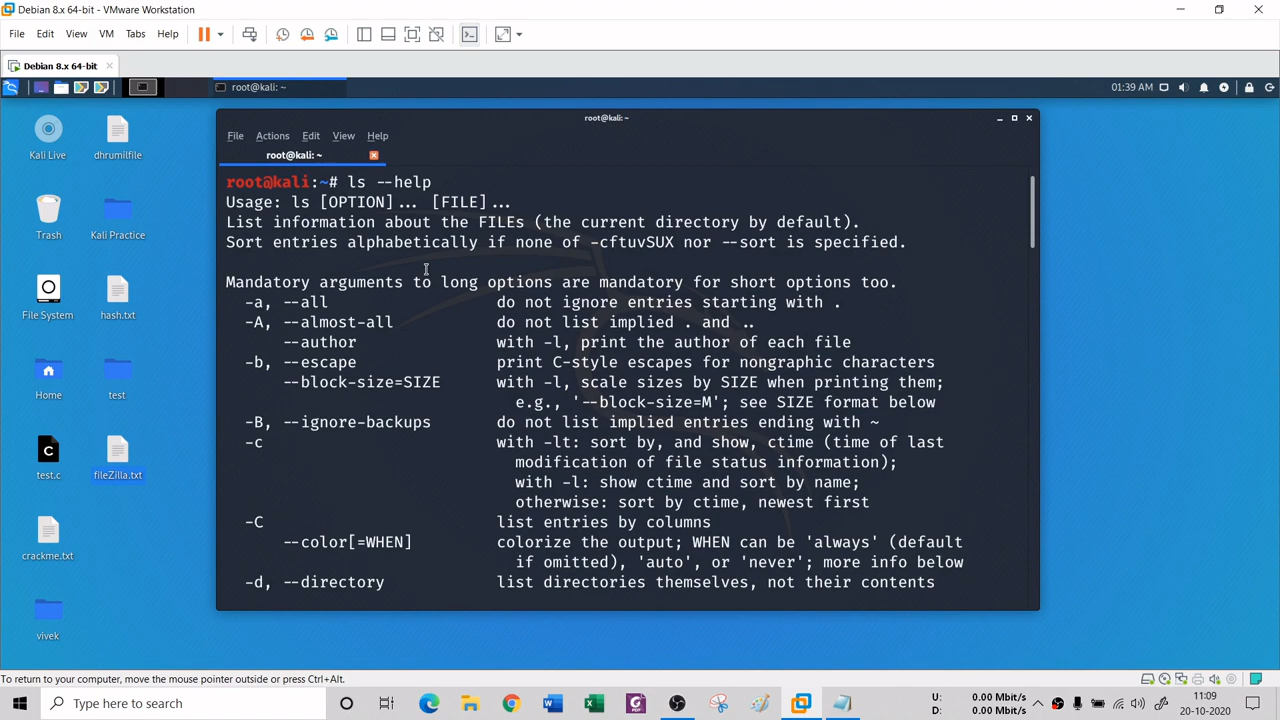 Debian 8.x 64-bit - VMware Workstation
File Edit View VM Tabs Help
Debian 8.x 64-bit
root@kali: ~
01:39 AM
root@kali: ~
File Actions Edit View Help
root@kali: ~
root@kali:~# ls --help
Usage: ls [OPTION]... [FILE]...
List information about the FILEs (the current directory by default).
Sort entries alphabetically if none of -cftuvSUX nor --sort is specified.
Mandatory arguments to long options are mandatory for short options too.
-a, --all do not ignore entries starting with .
-A, --almost-all do not list implied . and ..
--author with -l, print the author of each file
-b, --escape print C-style escapes for nongraphic characters
--block-size=SIZE with -l, scale sizes by SIZE when printing them;
e.g., '--block-size=M'; see SIZE format below
-B, --ignore-backups do not list implied entries ending with ~
-c with -lt: sort by, and show, ctime (time of last
modification of file status information);
with -l: show ctime and sort by name;
otherwise: sort by ctime, newest first
-C list entries by columns
--color[=WHEN] colorize the output; WHEN can be 'always' (default
if omitted), 'auto', or 'never'; more info below
-d, --directory list directories themselves, not their contents
Kali Live
dhrumilfile
Trash
Kali Practice
File System
hash.txt
Home
test
C
test.c
fileZilla.txt
crackme.txt
vivek
To return to your computer, move the mouse pointer outside or press Ctrl+Alt.
Type here to search
U: 0.00 Mbit/s
D: 0.00 Mbit/s
11:09
20-10-2020